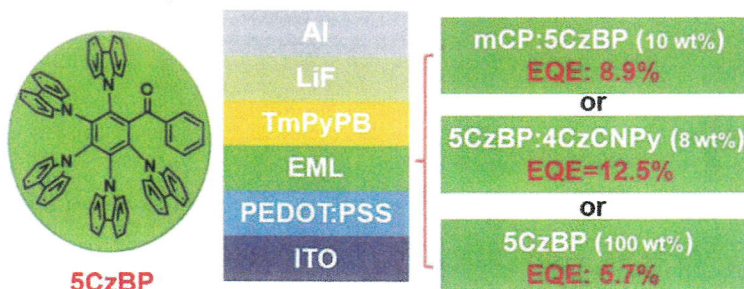 N
N
N
N
N
O
5CzBP
Al
LiF
TmPyPB
EML
PEDOT:PSS
ITO
mCP:5CzBP (10 wt%)
EQE: 8.9%
or
5CzBP:4CzCNPy (8 wt%)
EQE=12.5%
or
5CzBP (100 wt%)
EQE: 5.7%